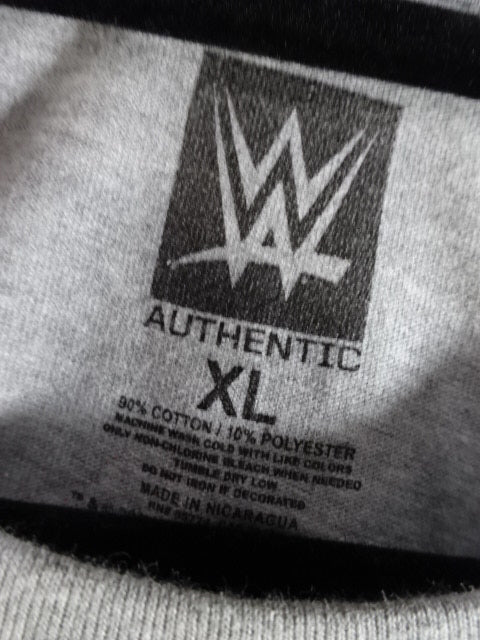 WW
AUTHENTIC
XL
90% COTTON / 10% POLYESTER
MACHINE WASH COLD WITH LIKE COLORS
ONLY NON-CHLORINE BLEACH WHEN NEEDED
TUMBLE DRY LOW
DO NOT IRON IF DECORATED
MADE IN NICARAGUA